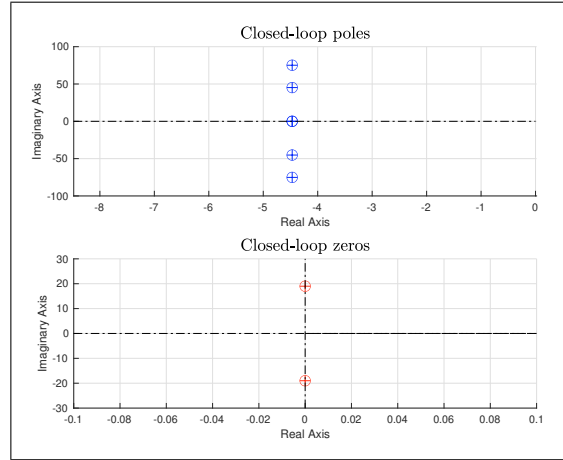 Closed-loop poles
100
50
0
-50
-100
Imaginary Axis
-8 -7 -6 -5 -4 -3 -2 -1 0
Real Axis
Closed-loop zeros
30
20
10
0
-10
-20
-30
Imaginary Axis
-0.1 -0.08 -0.06 -0.04 -0.02 0 0.02 0.04 0.06 0.08 0.1
Real Axis